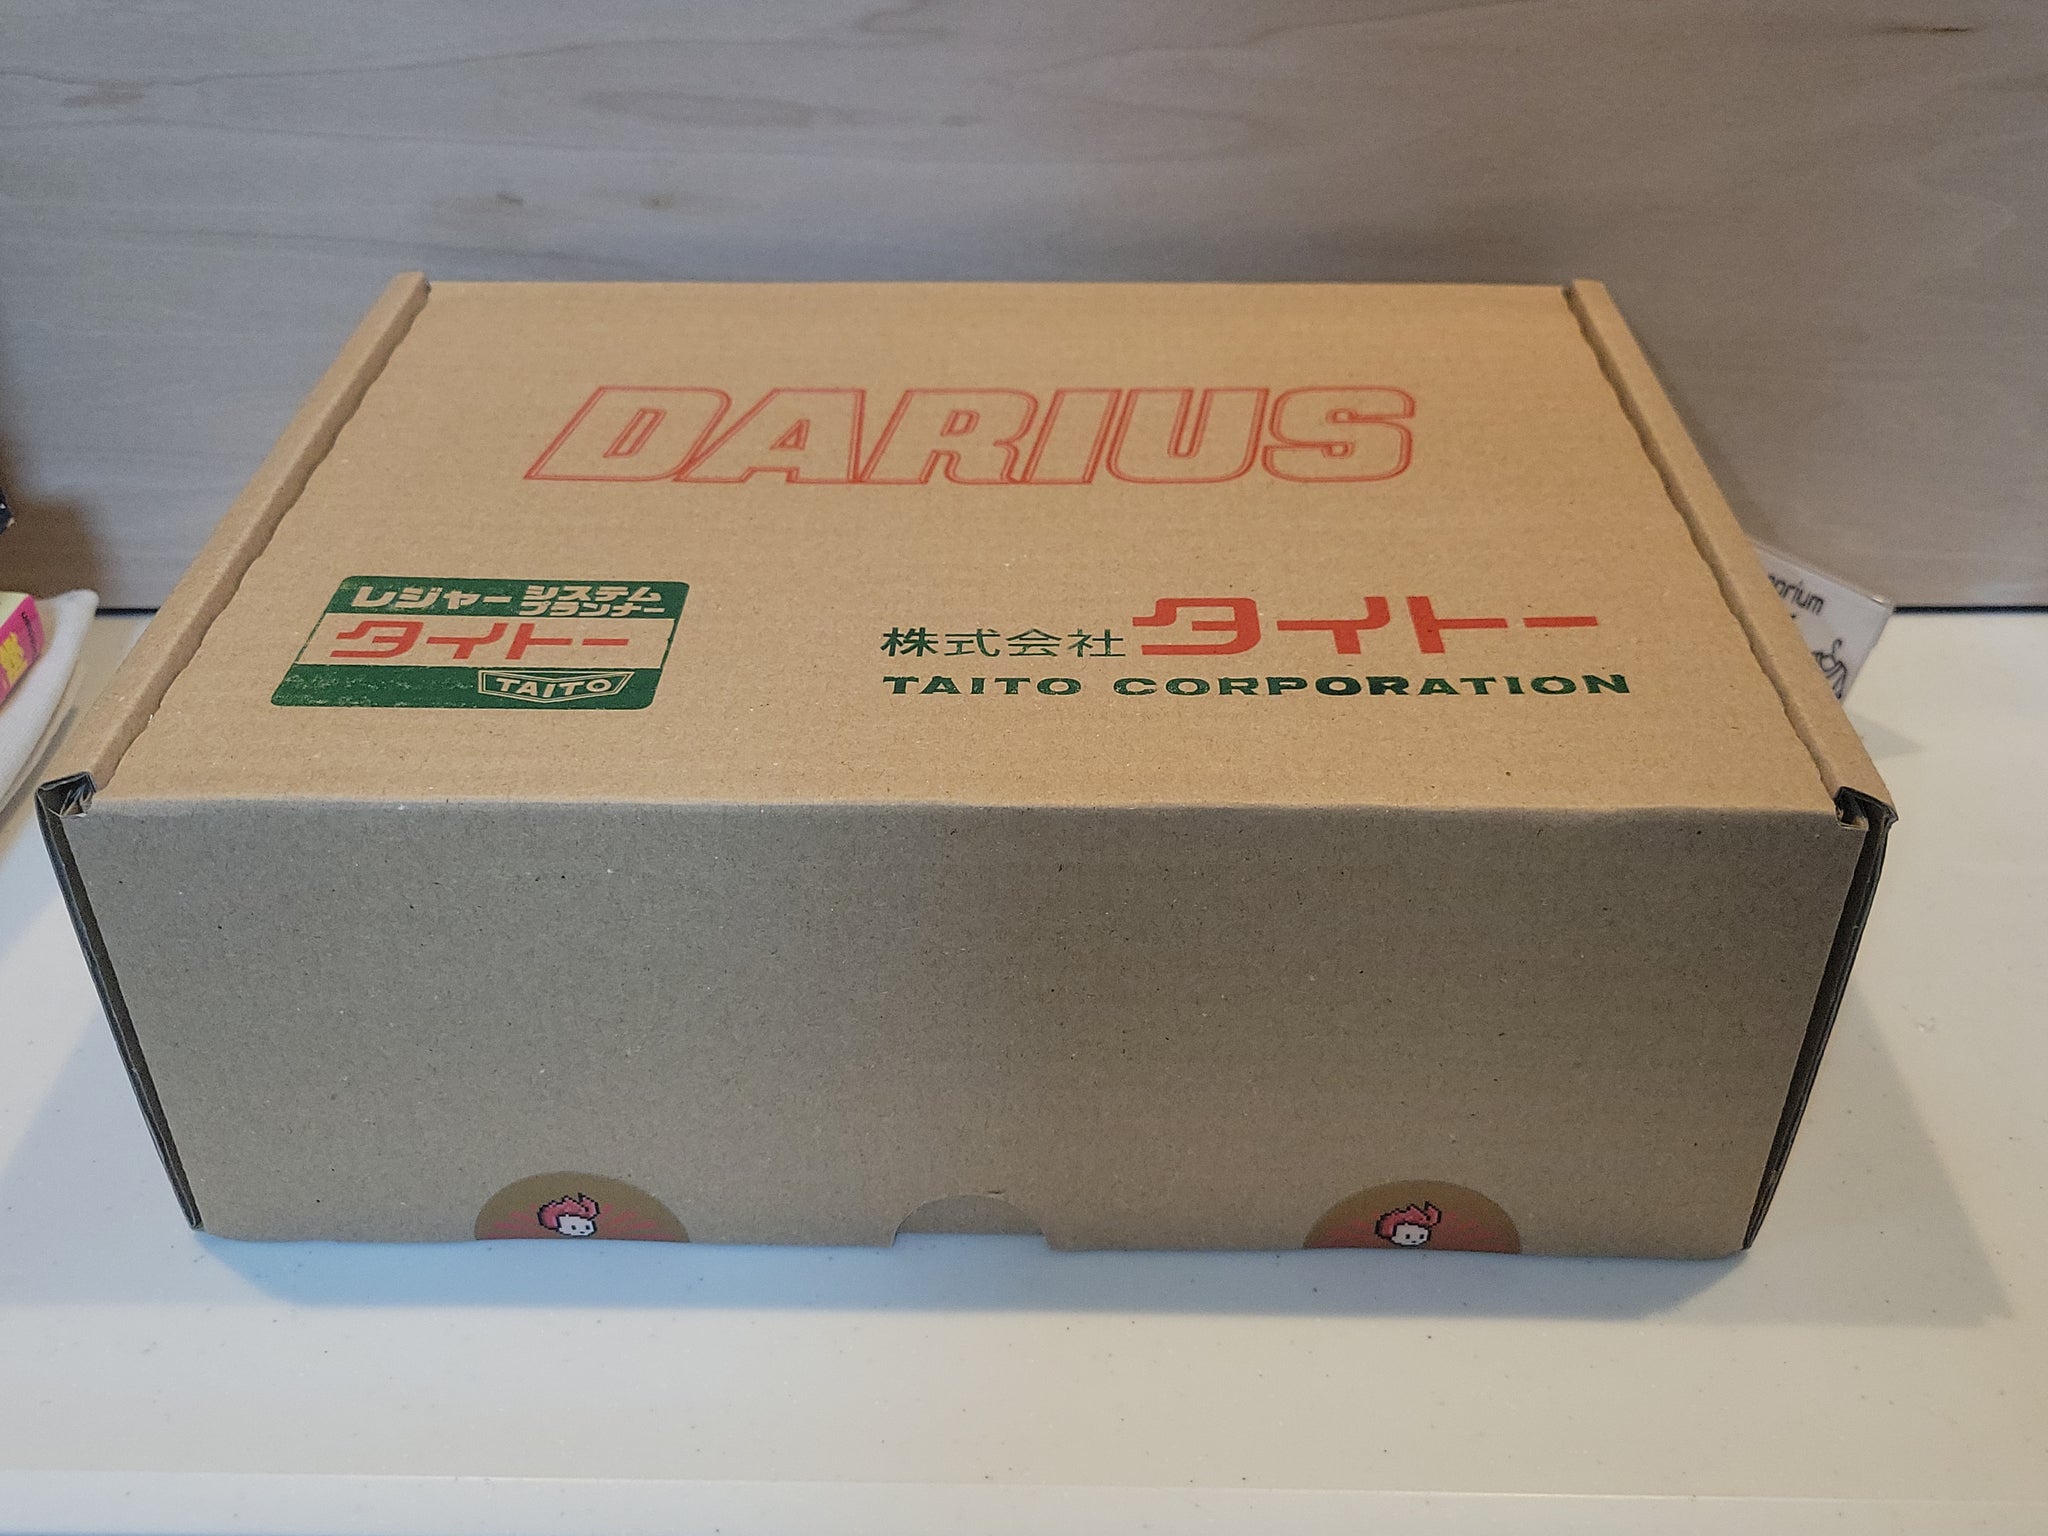 DARIUS
レジャーシステムプランナー
タイトー
TAITO
株式会社タイトー
TAITO CORPORATION